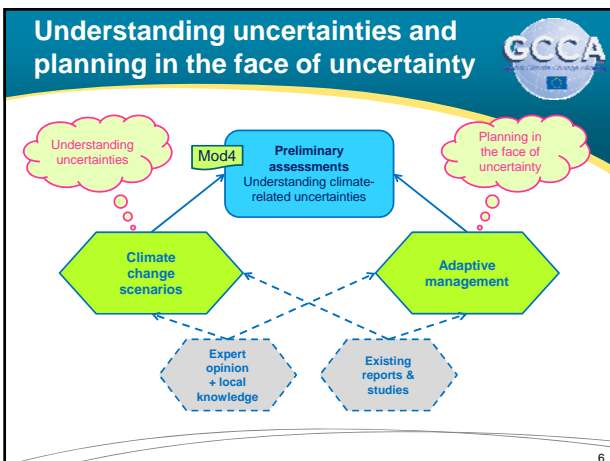 Understanding uncertainties and
planning in the face of uncertainty
GCCA
Understanding
uncertainties
Mod4
Preliminary
assessments
Understanding climate-
related uncertainties
Planning in
the face of
uncertainty
Climate
change
scenarios
Adaptive
management
Expert
opinion
+ local
knowledge
Existing
reports &
studies
6